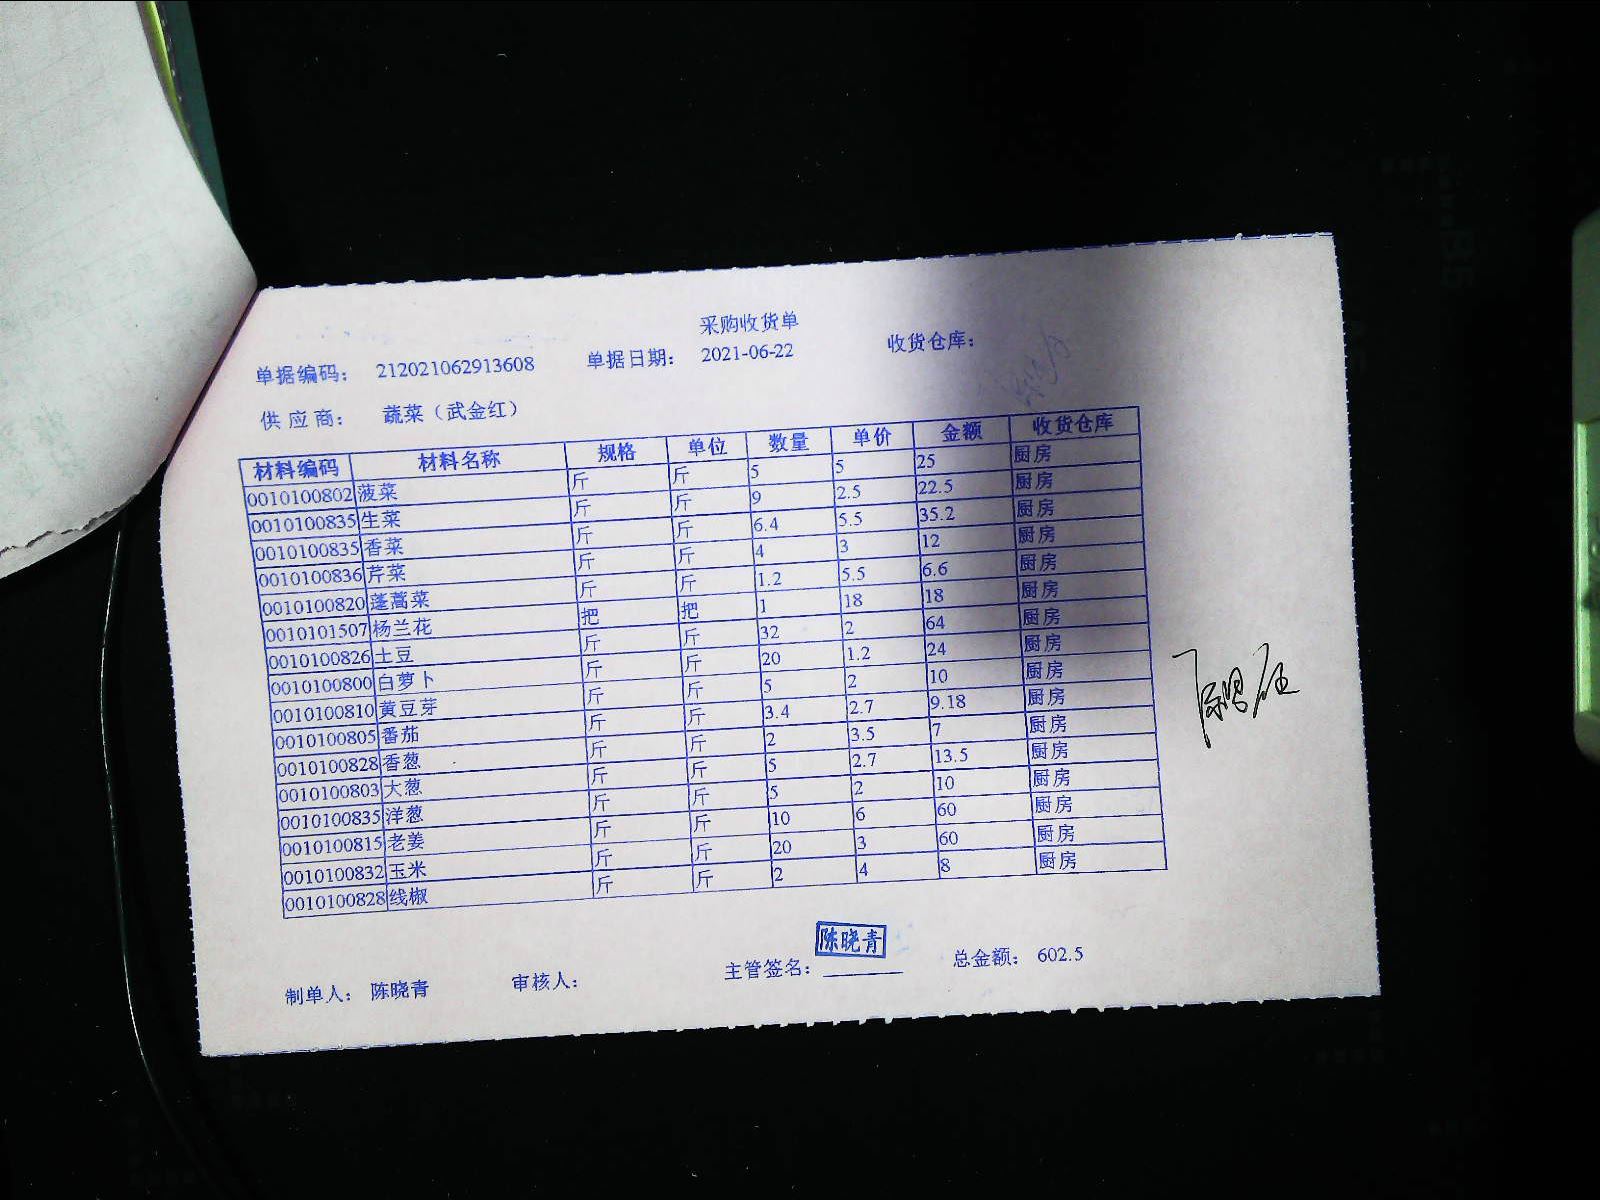 采购收货单
单据编码： 212021062913608 单据日期： 2021-06-22 收货仓库：
供 应 商： 蔬菜（武金红）
材料编码 材料名称 规格 单位 数量 单价 金额 收货仓库
0010100802 菠菜 斤 斤 5 5 25 厨房
0010100835 生菜 斤 斤 9 2.5 22.5 厨房
0010100835 香菜 斤 斤 6.4 5.5 35.2 厨房
0010100836 芹菜 斤 斤 4 3 12 厨房
0010100820 蓬蒿菜 斤 斤 1.2 5.5 6.6 厨房
0010101507 杨兰花 把 把 1 18 18 厨房
0010100826 土豆 斤 斤 32 2 64 厨房
0010100800 白萝卜 斤 斤 20 1.2 24 厨房
0010100810 黄豆芽 斤 斤 5 2 10 厨房
0010100805 番茄 斤 斤 3.4 2.7 9.18 厨房
0010100828 香葱 斤 斤 2 3.5 7 厨房
0010100803 大葱 斤 斤 5 2.7 13.5 厨房
0010100835 洋葱 斤 斤 5 2 10 厨房
0010100815 老姜 斤 斤 10 6 60 厨房
0010100832 玉米 斤 斤 20 3 60 厨房
0010100828 线椒 斤 斤 2 4 8 厨房
陈晓青
制单人： 陈晓青 审核人： 主管签名： 总金额： 602.5